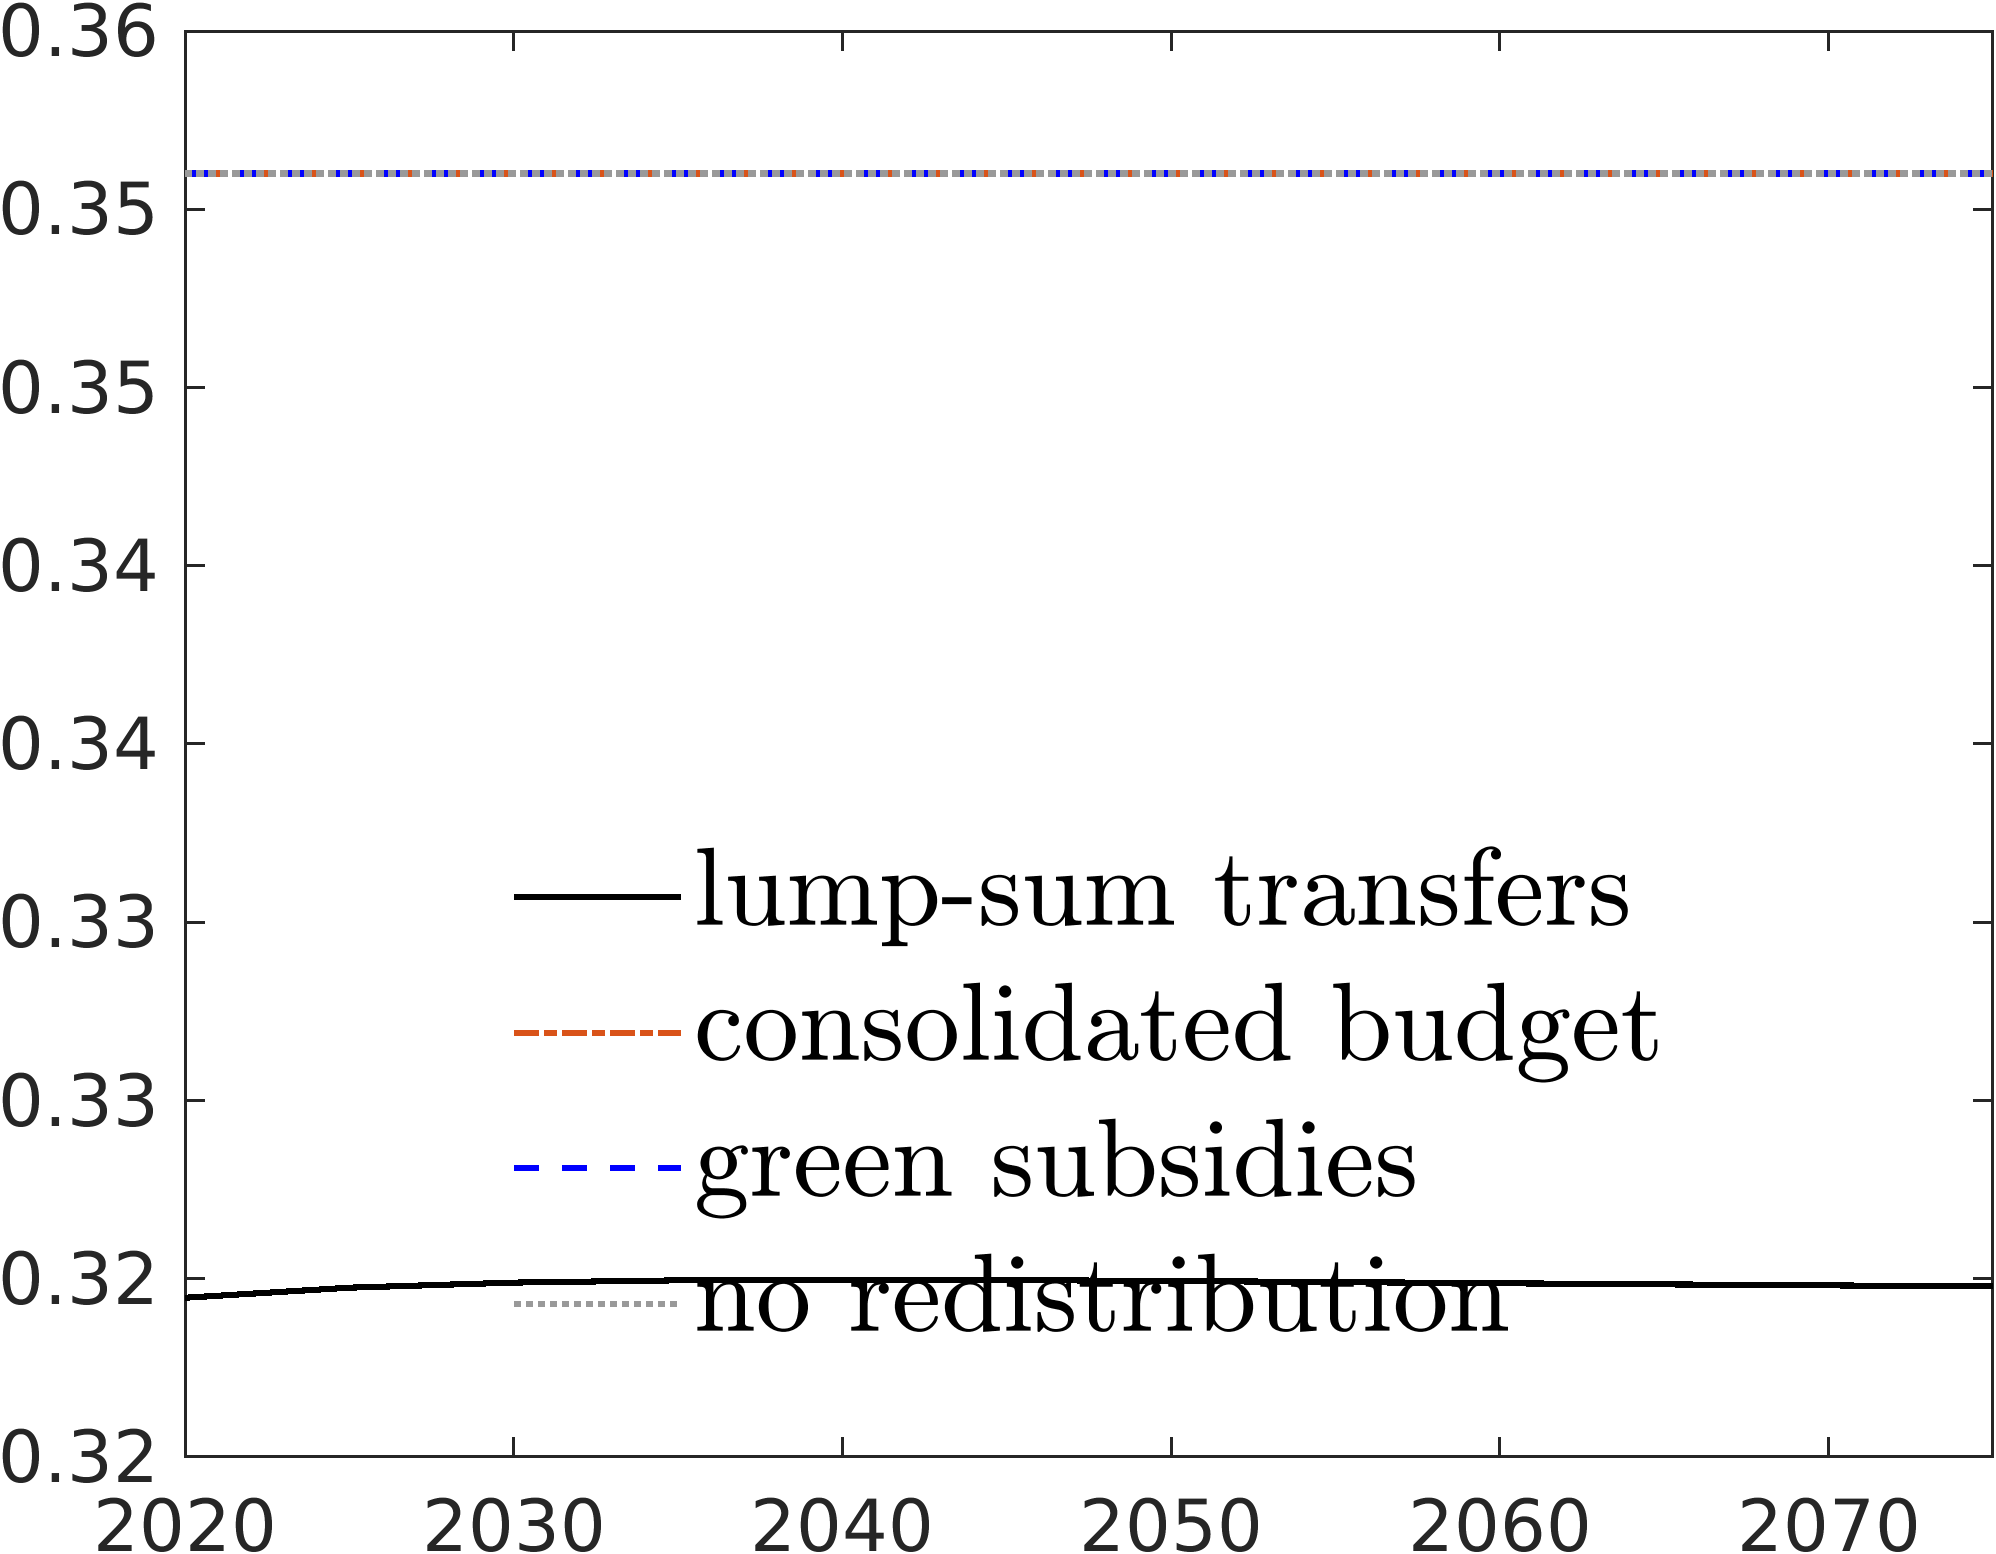 0.36
0.35
0.35
0.34
0.34
0.33
0.33
0.32
0.32
lump-sum transfers
consolidated budget
green subsidies
no redistribution
2020 2030 2040 2050 2060 2070